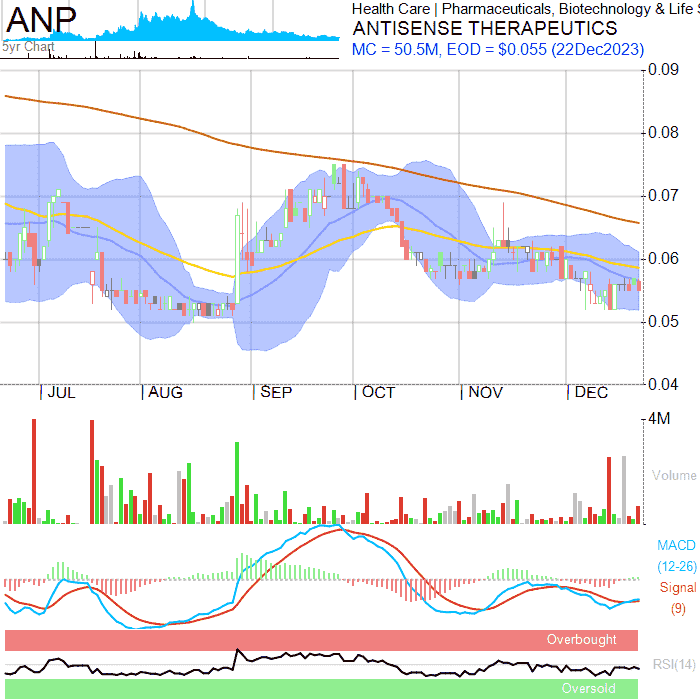 ANP
5yr Chart
Health Care | Pharmaceuticals, Biotechnology & Life S
ANTISENSE THERAPEUTICS
MC = 50.5M, EOD = $0.055 (22Dec2023)
0.09
0.08
0.07
0.06
0.05
0.04
JUL AUG SEP OCT NOV DEC
4M
Volume
MACD
(12-26)
Signal
(9)
Overbought
RSI(14)
Oversold